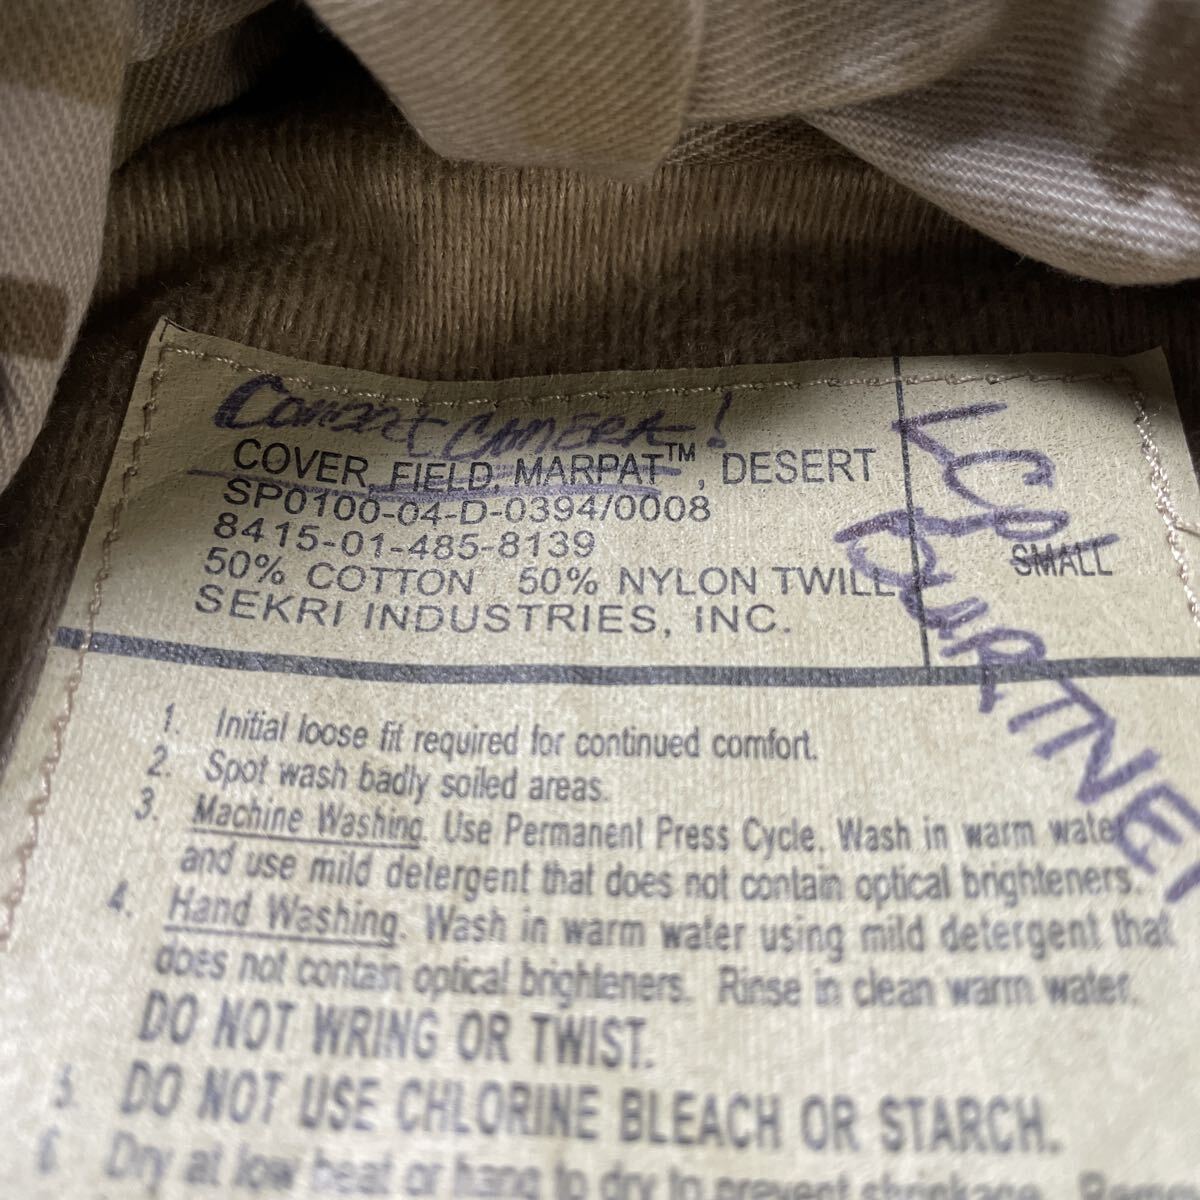 COMBAT CAMERA!
COVER, FIELD, MARPAT™, DESERT
SP0100-04-D-0394/0008
8415-01-485-8139
50% COTTON 50% NYLON TWILL
SEKRI INDUSTRIES, INC.
SMALL
LCpl
1. Initial loose fit required for continued comfort.
2. Spot wash badly soiled areas.
3. Machine Washing. Use Permanent Press Cycle. Wash in warm water
and use mild detergent that does not contain optical brighteners.
4. Hand Washing. Wash in warm water using mild detergent that
does not contain optical brighteners. Rinse in clean warm water.
DO NOT WRING OR TWIST.
5. DO NOT USE CHLORINE BLEACH OR STARCH.
6. Dry at low heat or hang to dry to prevent shrinkage.